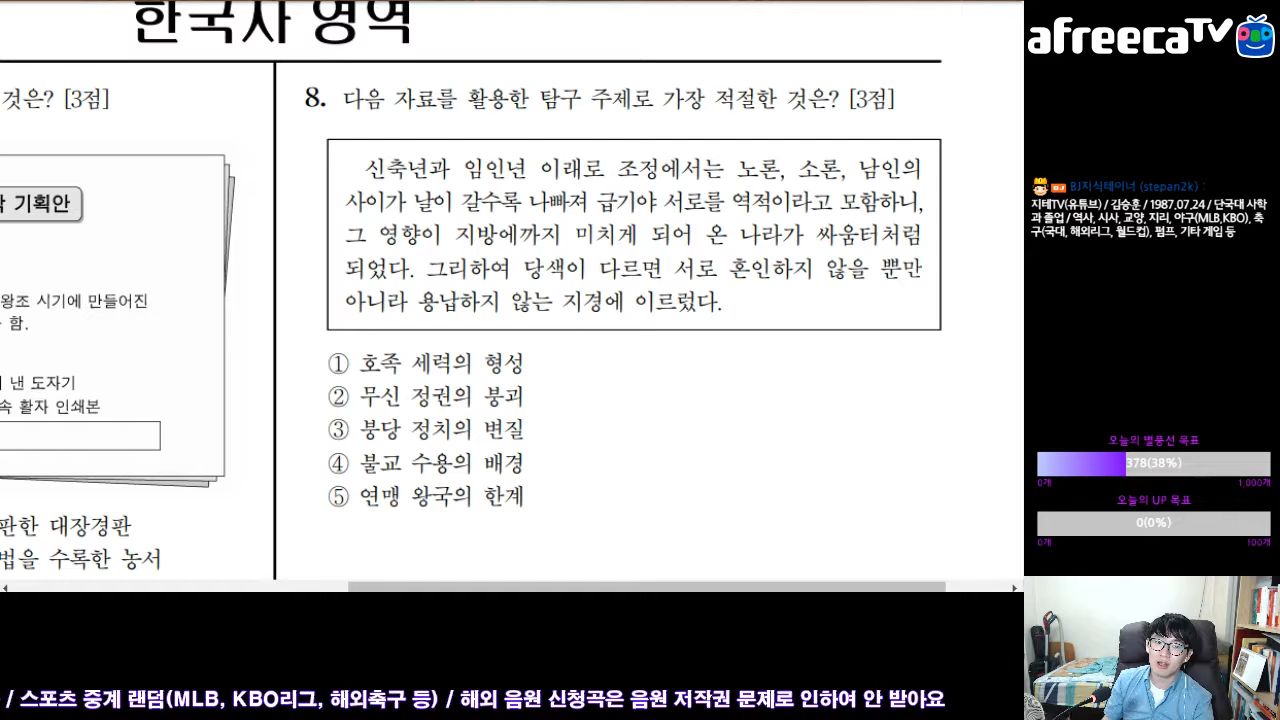 한국사 영역
것은? [3점]
기획안
왕조 시기에 만들어진
함.
낸 도자기
속 활자 인쇄본
판한 대장경판
법을 수록한 농서
8. 다음 자료를 활용한 탐구 주제로 가장 적절한 것은? [3점]
신축년과 임인년 이래로 조정에서는 노론, 소론, 남인의
사이가 날이 갈수록 나빠져 급기야 서로를 역적이라고 모함하니,
그 영향이 지방에까지 미치게 되어 온 나라가 싸움터처럼
되었다. 그리하여 당색이 다르면 서로 혼인하지 않을 뿐만
아니라 용납하지 않는 지경에 이르렀다.
① 호족 세력의 형성
② 무신 정권의 붕괴
③ 붕당 정치의 변질
④ 불교 수용의 배경
⑤ 연맹 왕국의 한계
afreecaTV
BJ BJ지식테이너 (stepan2k) :
지테TV(유튜브) / 김승훈 / 1987.07.24 / 단국대 사학
과 졸업 / 역사, 시사, 교양, 지리, 야구(MLB,KBO), 축
구(국대, 해외리그, 월드컵), 펌프, 기타 게임 등
오늘의 별풍선 목표
378(38%)
0개 1,000개
오늘의 UP 목표
0(0%)
0개 100개
/ 스포츠 중계 랜덤(MLB, KBO리그, 해외축구 등) / 해외 음원 신청곡은 음원 저작권 문제로 인하여 안 받아요